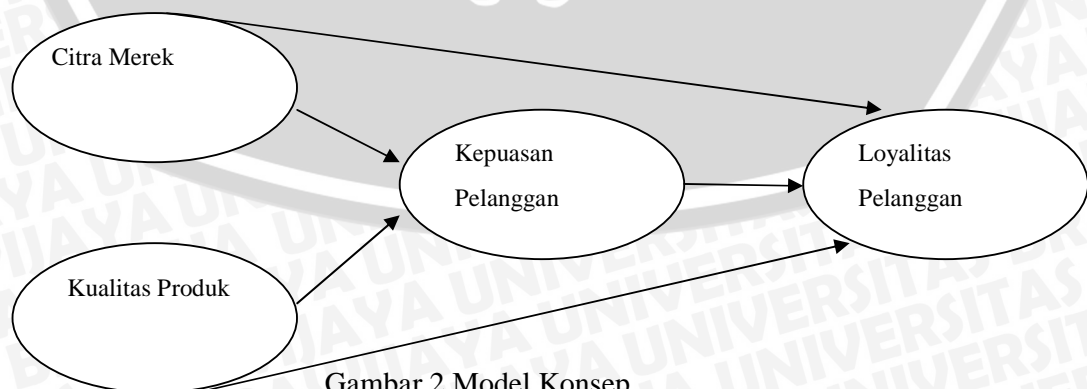 Citra Merek
Kepuasan
Pelanggan
Loyalitas
Pelanggan
Kualitas Produk
Gambar 2 Model Konsep